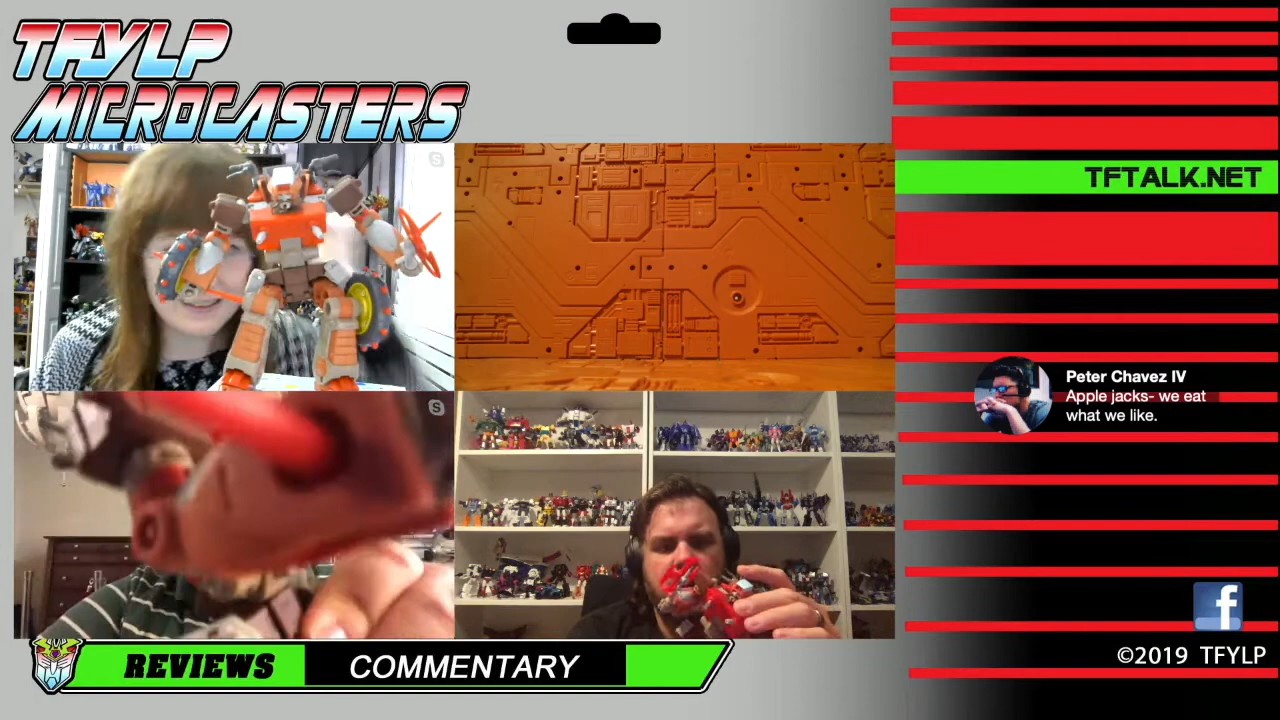 TFYLP
MICROCASTERS
TFTALK.NET
Peter Chavez IV
Apple jacks- we eat
what we like.
REVIEWS COMMENTARY
©2019 TFYLP